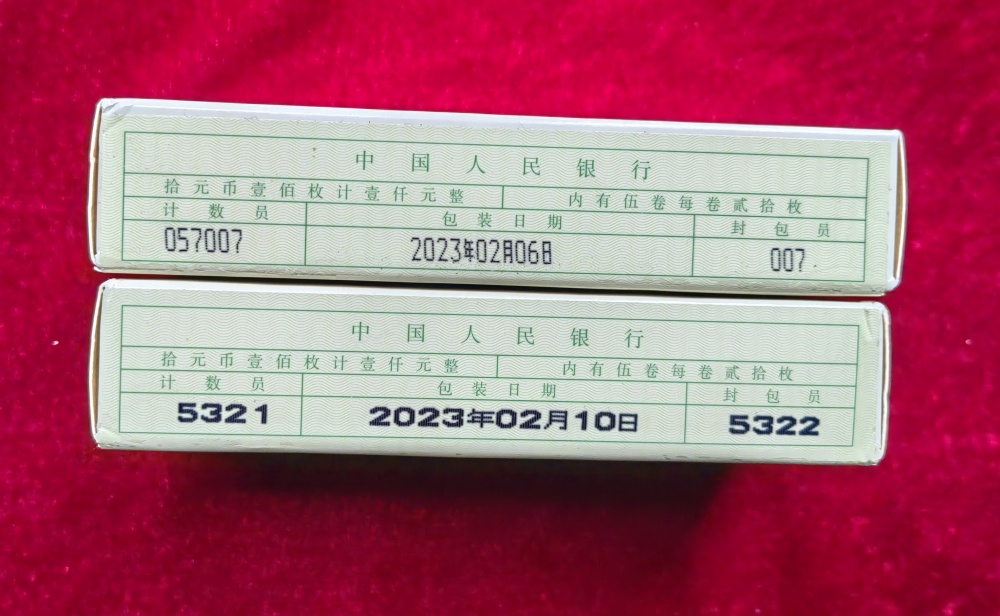 中国人民银行
拾元币壹佰枚计壹仟元整 内有伍卷每卷贰拾枚
计数员 包装日期 封包员
057007 2023年02月06日 007
中国人民银行
拾元币壹佰枚计壹仟元整 内有伍卷每卷贰拾枚
计数员 包装日期 封包员
5321 2023年02月10日 5322